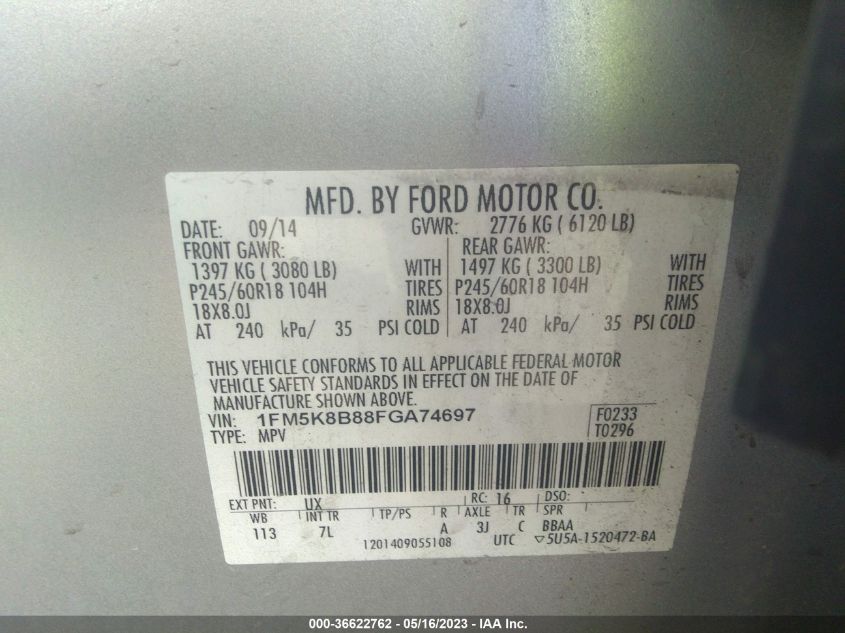 MFD. BY FORD MOTOR CO.
DATE: 09/14 GVWR: 2776 KG ( 6120 LB)
FRONT GAWR: REAR GAWR:
1397 KG ( 3080 LB) WITH 1497 KG ( 3300 LB) WITH
P245/60R18 104H TIRES P245/60R18 104H TIRES
18X8.0J RIMS 18X8.0J RIMS
AT 240 kPa/ 35 PSI COLD AT 240 kPa/ 35 PSI COLD
THIS VEHICLE CONFORMS TO ALL APPLICABLE FEDERAL MOTOR
VEHICLE SAFETY STANDARDS IN EFFECT ON THE DATE OF
MANUFACTURE SHOWN ABOVE.
VIN: 1FM5K8B88FGA74697 F0233
TYPE: MPV T0296
EXT PNT: UX RC: 16 DSO:
WB INT TR TP/PS R AXLE TR SPR
113 7L A 3J C BBAA
1201409055108 UTC ▽5U5A-1520472-BA
000-36622762 - 05/16/2023 - IAA Inc.